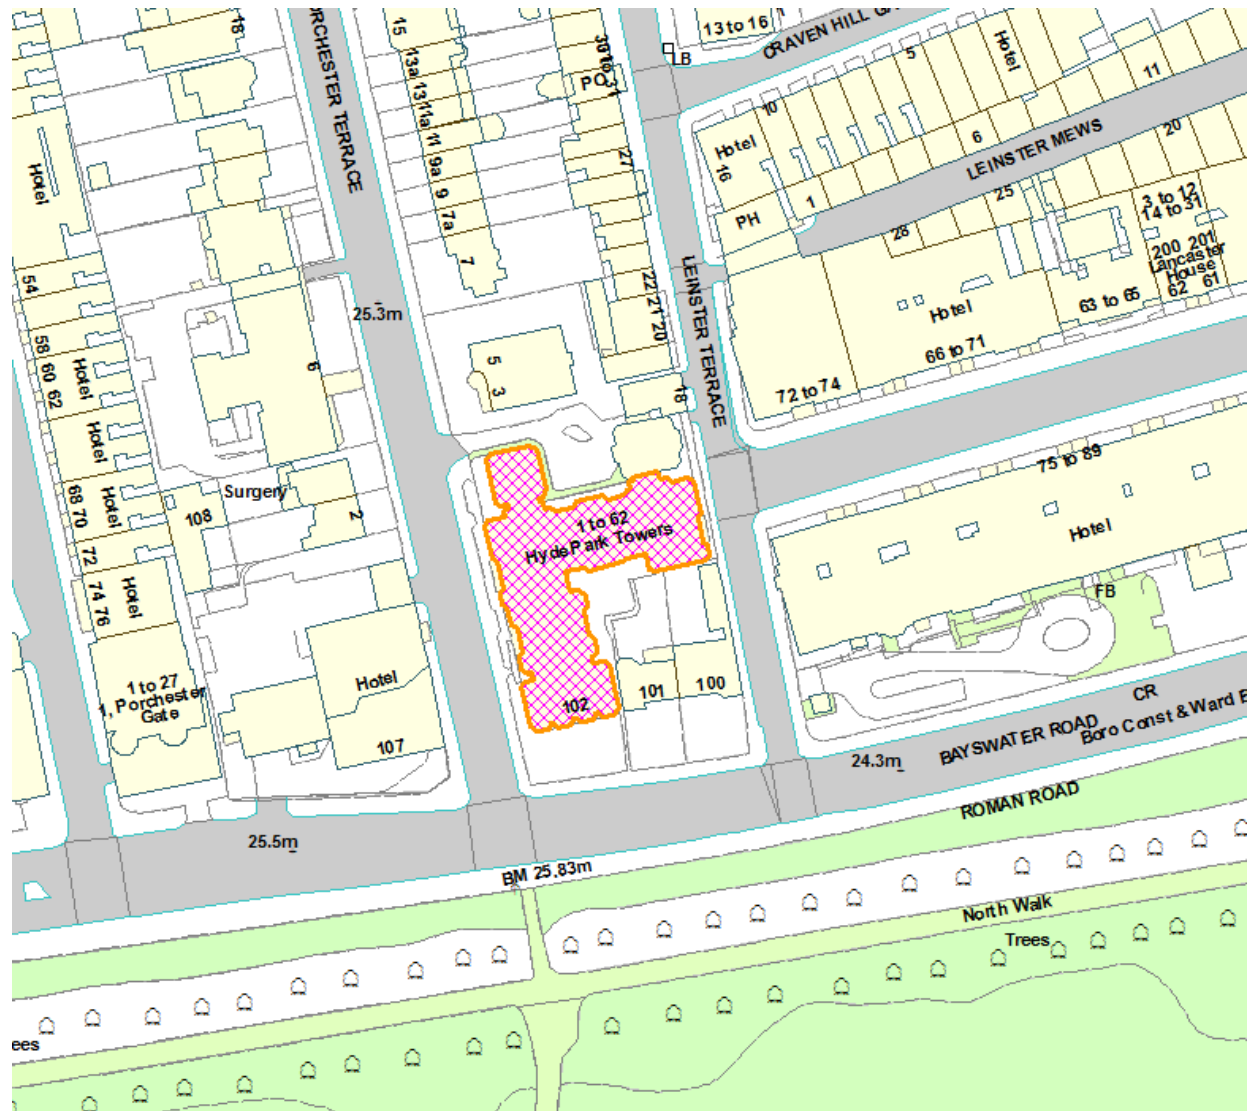 18
ORCHESTER TERRACE
15
13a
13
11a
11
9a
9
7a
7
PO
27
22
21
20
LB
13 to 16
CRAVEN HILL GA
5
Hotel
11
10
Hotel
16
6
LEINSTER MEWS
20
PH
1
25
28
3 to 12
14 to 31
200 201
Lancaster
House
62
61
63 to 65
Hotel
66 to 71
72 to 74
LEINSTER TERRACE
18
Hotel
54
58
60
62
Hotel
Hotel
68
70
Hotel
72
74
76
Hotel
25.3m
6
5
3
Surgery
108
2
1 to 62
Hyde Park Towers
102
101
100
75 to 89
Hotel
FB
1 to 27
1, Porchester
Gate
Hotel
107
CR
BAYSWATER ROAD
Boro Const & Ward B
24.3m
ROMAN ROAD
25.5m
BM 25.83m
North Walk
Trees
ees